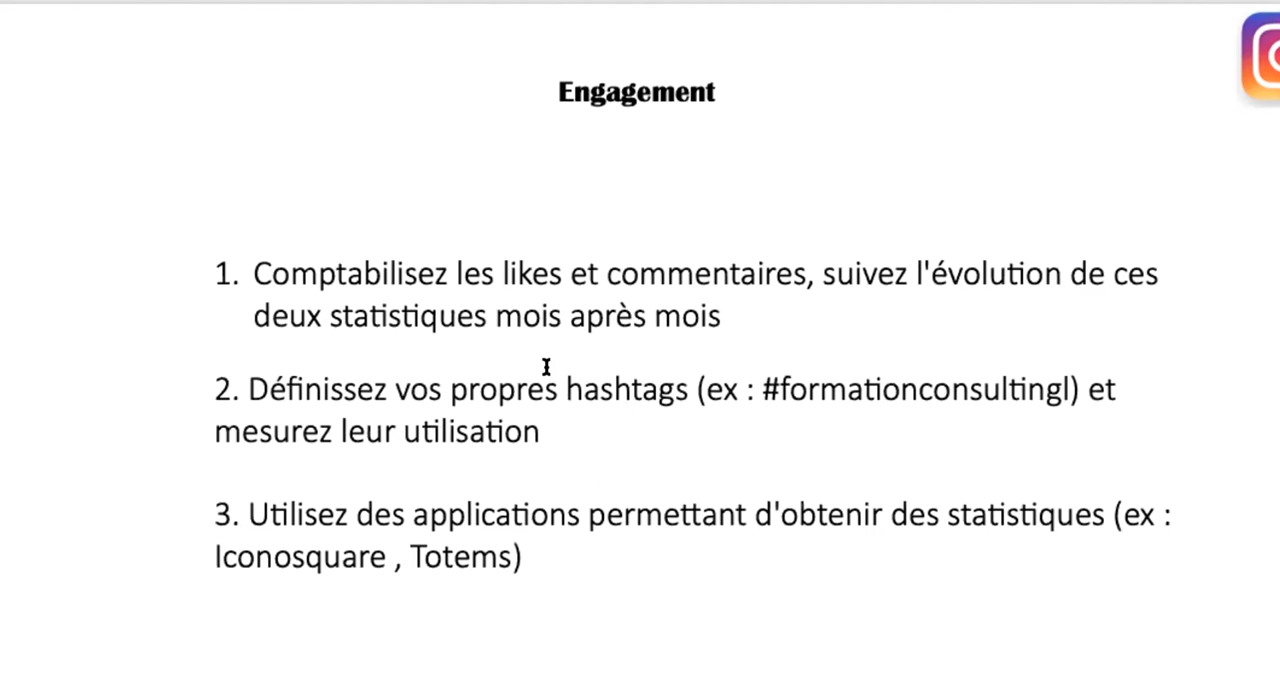 Engagement
1. Comptabilisez les likes et commentaires, suivez l'évolution de ces
deux statistiques mois après mois
2. Définissez vos propres hashtags (ex : #formationconsultingl) et
mesurez leur utilisation
3. Utilisez des applications permettant d'obtenir des statistiques (ex :
Iconosquare , Totems)